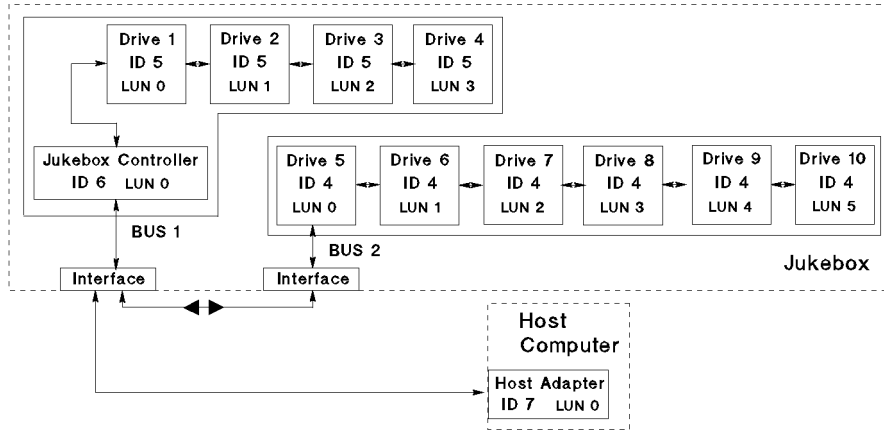 Drive 1
ID 5
LUN 0
Drive 2
ID 5
LUN 1
Drive 3
ID 5
LUN 2
Drive 4
ID 5
LUN 3
Jukebox Controller
ID 6 LUN 0
Drive 5
ID 4
LUN 0
Drive 6
ID 4
LUN 1
Drive 7
ID 4
LUN 2
Drive 8
ID 4
LUN 3
Drive 9
ID 4
LUN 4
Drive 10
ID 4
LUN 5
BUS 1
BUS 2
Interface
Interface
Jukebox
Host
Computer
Host Adapter
ID 7 LUN 0